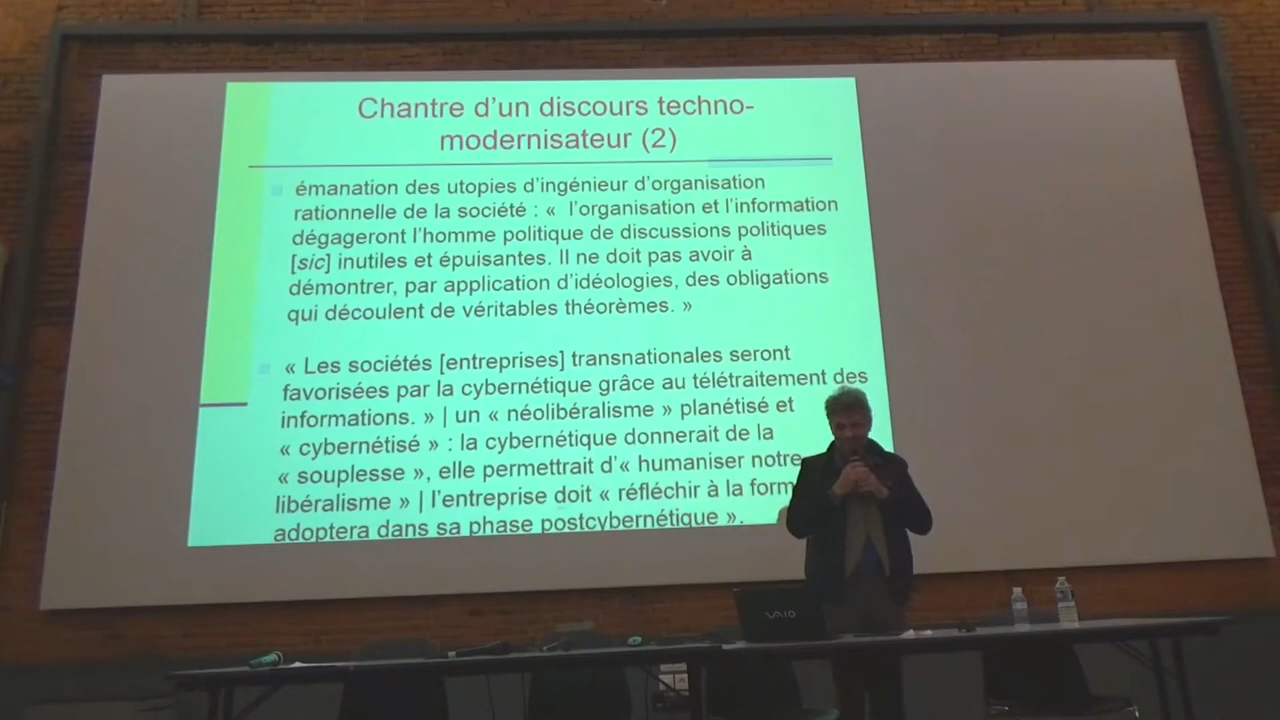 Chantre d'un discours techno-
modernisateur (2)
émanation des utopies d'ingénieur d'organisation
rationnelle de la société : « l'organisation et l'information
dégageront l'homme politique de discussions politiques
[sic] inutiles et épuisantes. Il ne doit pas avoir à
démontrer, par application d'idéologies, des obligations
qui découlent de véritables théorèmes. »
« Les sociétés [entreprises] transnationales seront
favorisées par la cybernétique grâce au télétraitement des
informations. » | un « néolibéralisme » planétisé et
« cybernétisé » : la cybernétique donnerait de la
« souplesse », elle permettrait d'« humaniser notre
libéralisme » | l'entreprise doit « réfléchir à la form
adoptera dans sa phase postcybernétique ».
VAIO